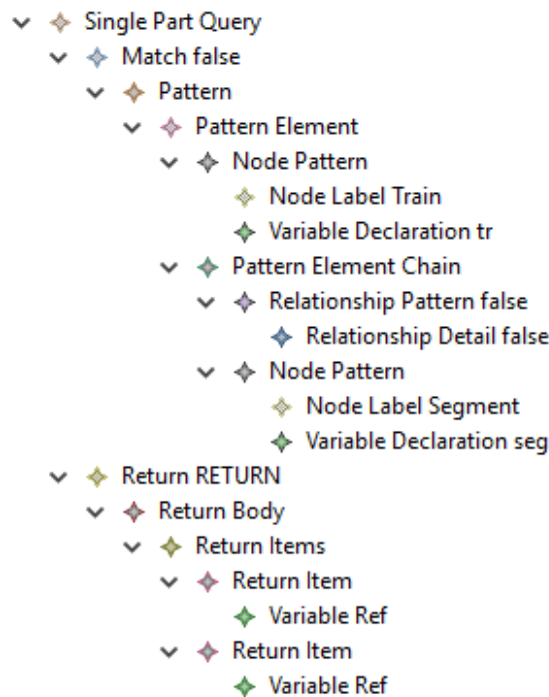 Single Part Query
Match false
Pattern
Pattern Element
Node Pattern
Node Label Train
Variable Declaration tr
Pattern Element Chain
Relationship Pattern false
Relationship Detail false
Node Pattern
Node Label Segment
Variable Declaration seg
Return RETURN
Return Body
Return Items
Return Item
Variable Ref
Return Item
Variable Ref